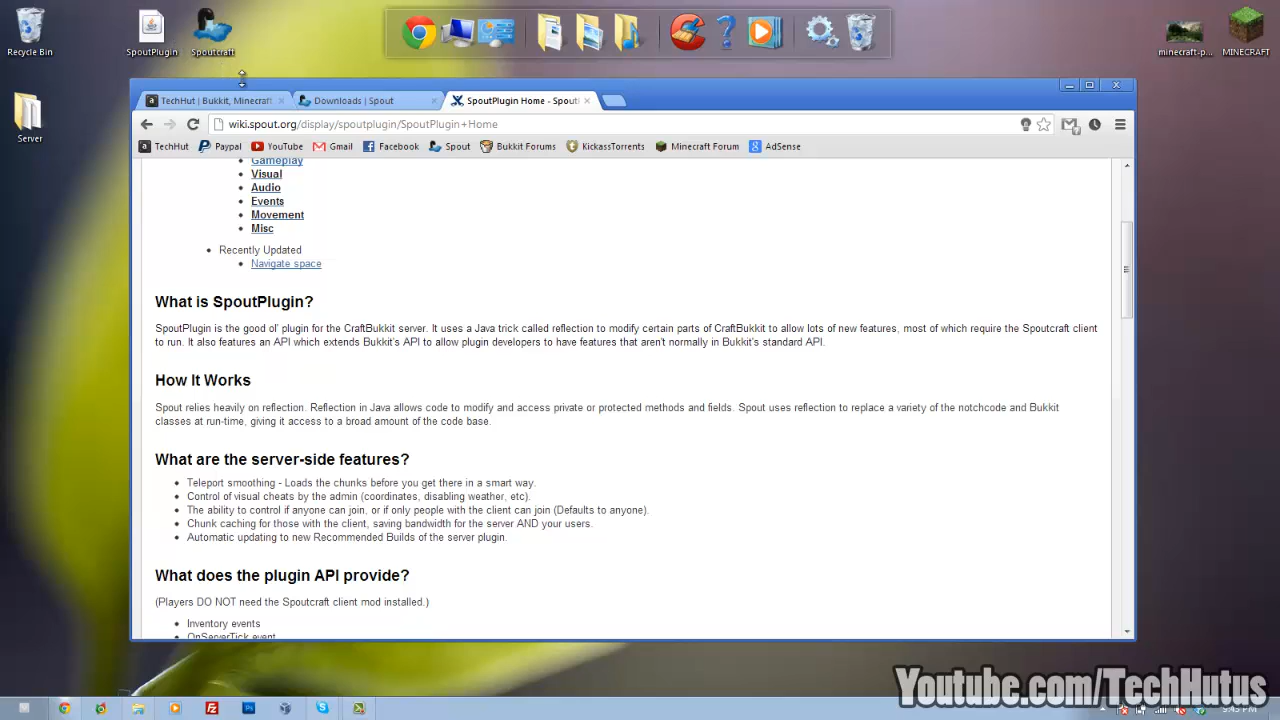 Recycle Bin
SpoutPlugin
Spoutcraft
minecraft-p...
MINECRAFT
Server
TechHut | Bukkit, Minecraft
Downloads | Spout
SpoutPlugin Home - Spout
wiki.spout.org/display/spoutplugin/SpoutPlugin+Home
TechHut
Paypal
YouTube
Gmail
Facebook
Spout
Bukkit Forums
KickassTorrents
Minecraft Forum
AdSense
Gameplay
Visual
Audio
Events
Movement
Misc
Recently Updated
Navigate space
What is SpoutPlugin?
SpoutPlugin is the good ol' plugin for the CraftBukkit server. It uses a Java trick called reflection to modify certain parts of CraftBukkit to allow lots of new features, most of which require the Spoutcraft client
to run. It also features an API which extends Bukkit's API to allow plugin developers to have features that aren't normally in Bukkit's standard API.
How It Works
Spout relies heavily on reflection. Reflection in Java allows code to modify and access private or protected methods and fields. Spout uses reflection to replace a variety of the notchcode and Bukkit
classes at run-time, giving it access to a broad amount of the code base.
What are the server-side features?
Teleport smoothing - Loads the chunks before you get there in a smart way.
Control of visual cheats by the admin (coordinates, disabling weather, etc).
The ability to control if anyone can join, or if only people with the client can join (Defaults to anyone).
Chunk caching for those with the client, saving bandwidth for the server AND your users.
Automatic updating to new Recommended Builds of the server plugin.
What does the plugin API provide?
(Players DO NOT need the Spoutcraft client mod installed.)
Inventory events
OnServerTick event
Youtube.com/TechHutus